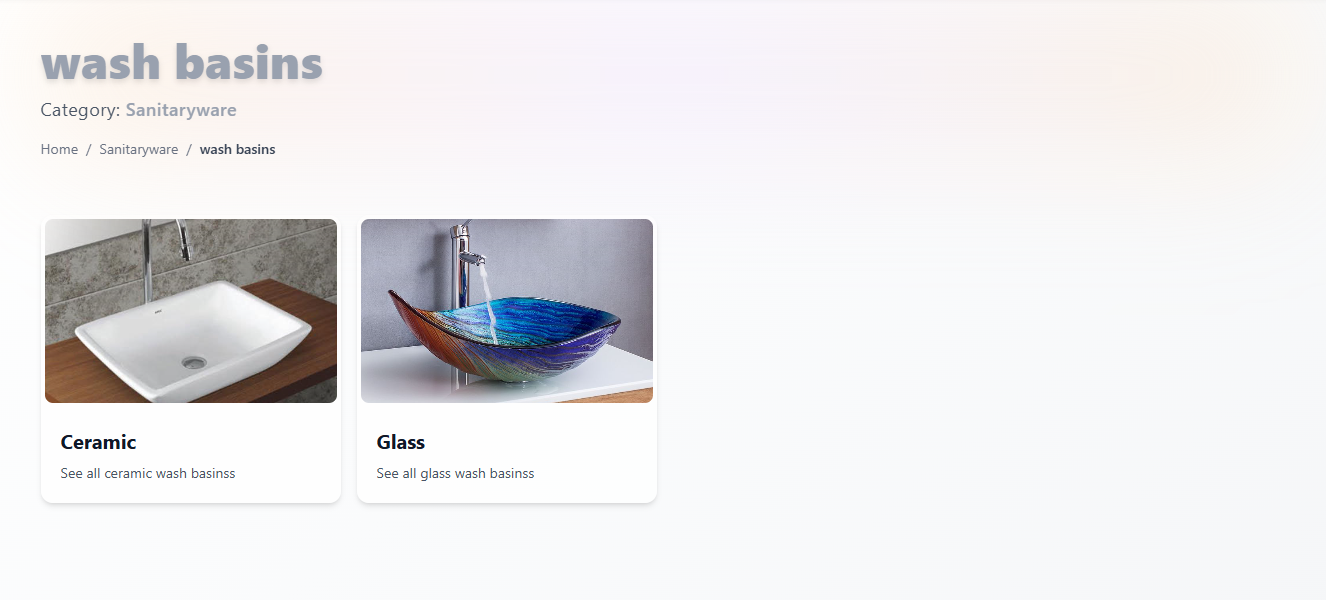 wash basins
Category: Sanitaryware
Home / Sanitaryware / wash basins
Ceramic
See all ceramic wash basinss
Glass
See all glass wash basinss